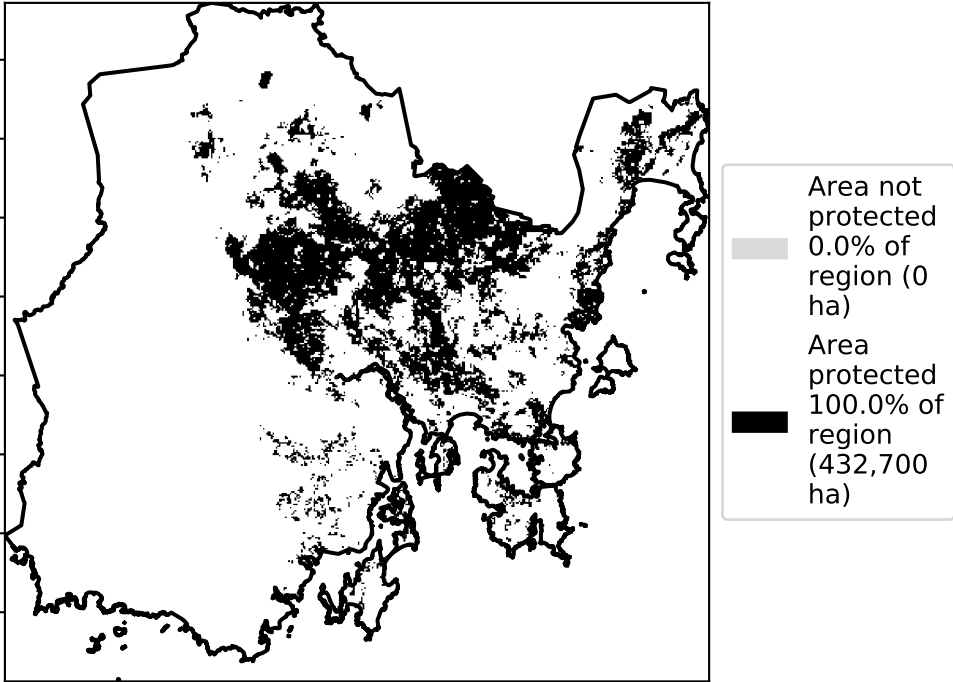 Area not
protected
0.0% of
region (0
ha)
Area
protected
100.0% of
region
(432,700
ha)